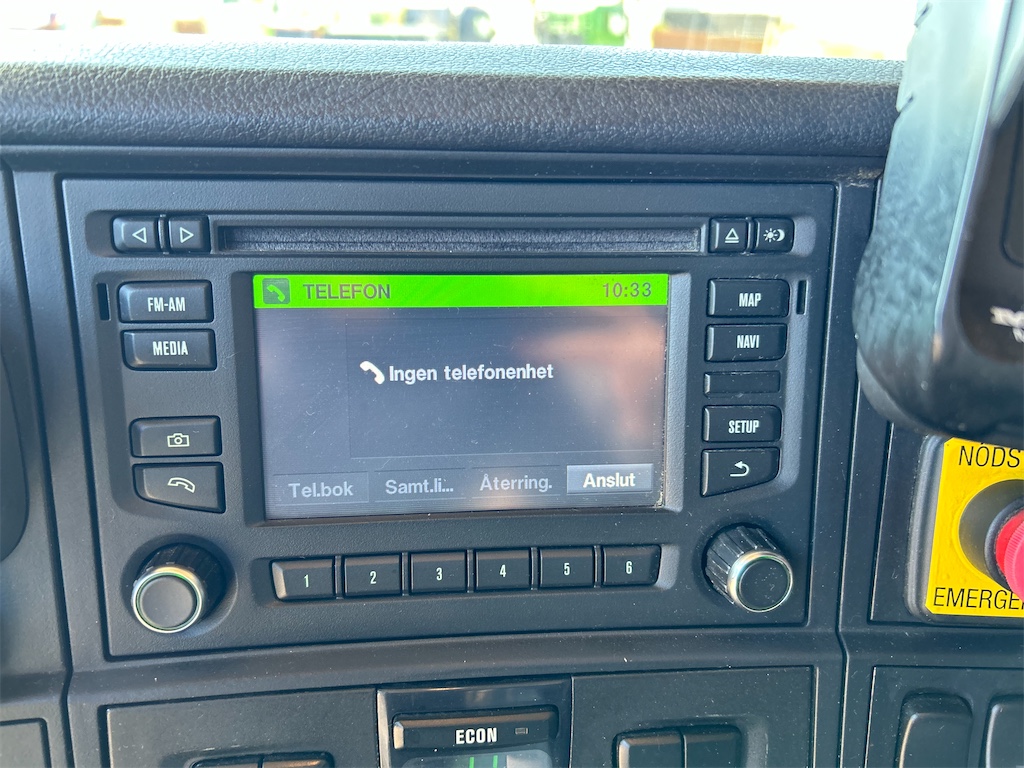 TELEFON 10:33
Ingen telefonenhet
Tel.bok Samt.li... Återring. Anslut
FM-AM
MEDIA
MAP
NAVI
SETUP
1 2 3 4 5 6
ECON
NÖDS
EMERGE